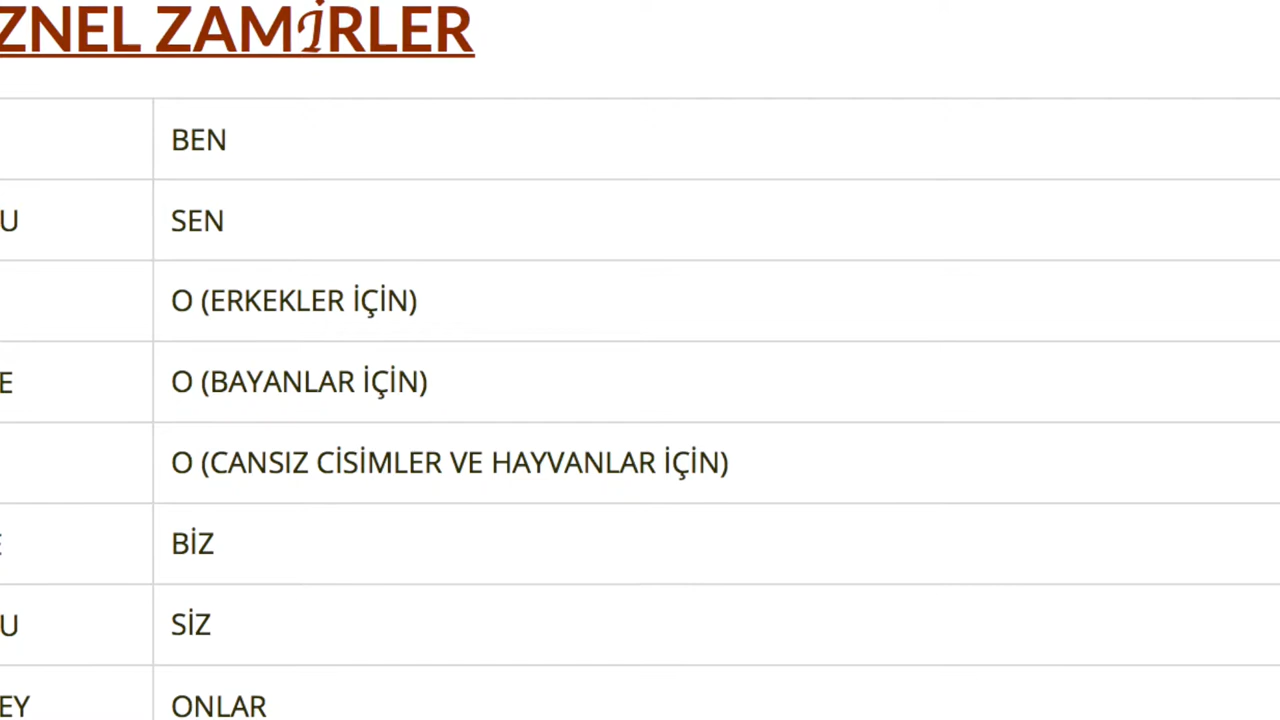 ZNEL ZAMİRLER
BEN
U SEN
O (ERKEKLER İÇİN)
E O (BAYANLAR İÇİN)
O (CANSIZ CİSİMLER VE HAYVANLAR İÇİN)
E BİZ
U SİZ
EY ONLAR